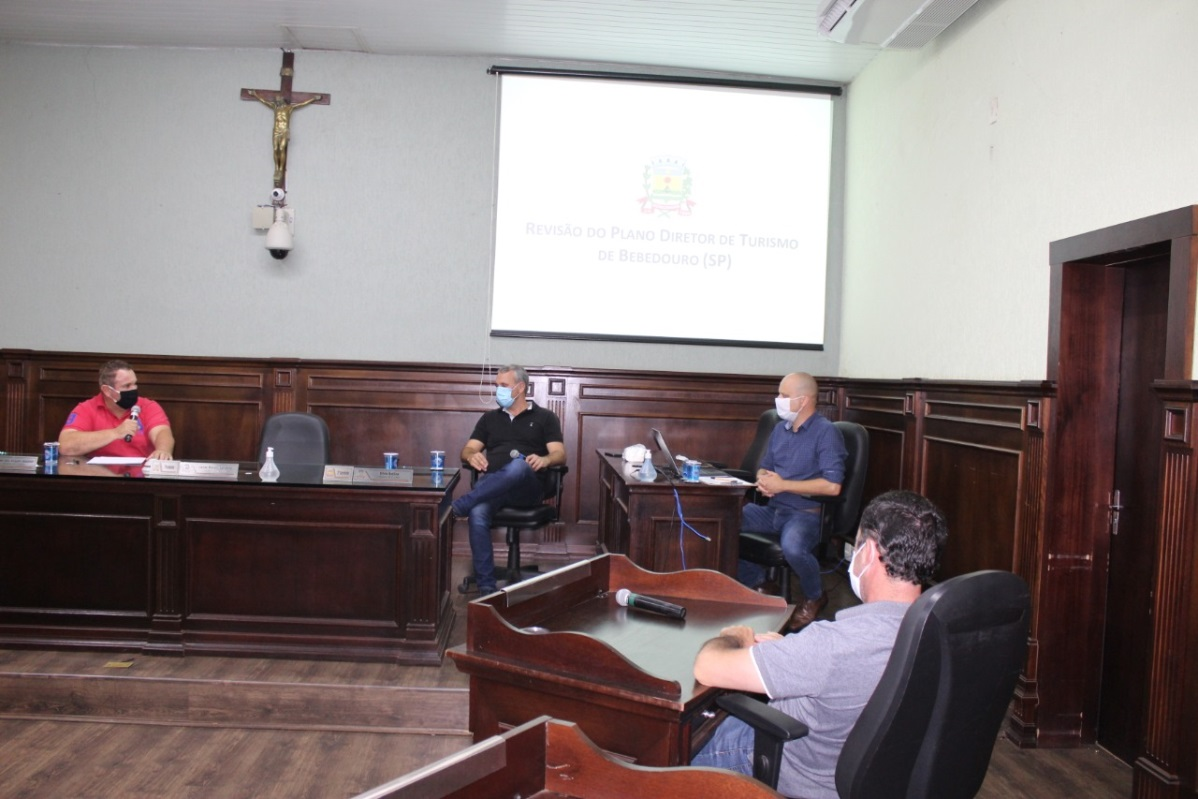 REVISÃO DO PLANO DIRETOR DE TURISMO
DE BEBEDOURO (SP)